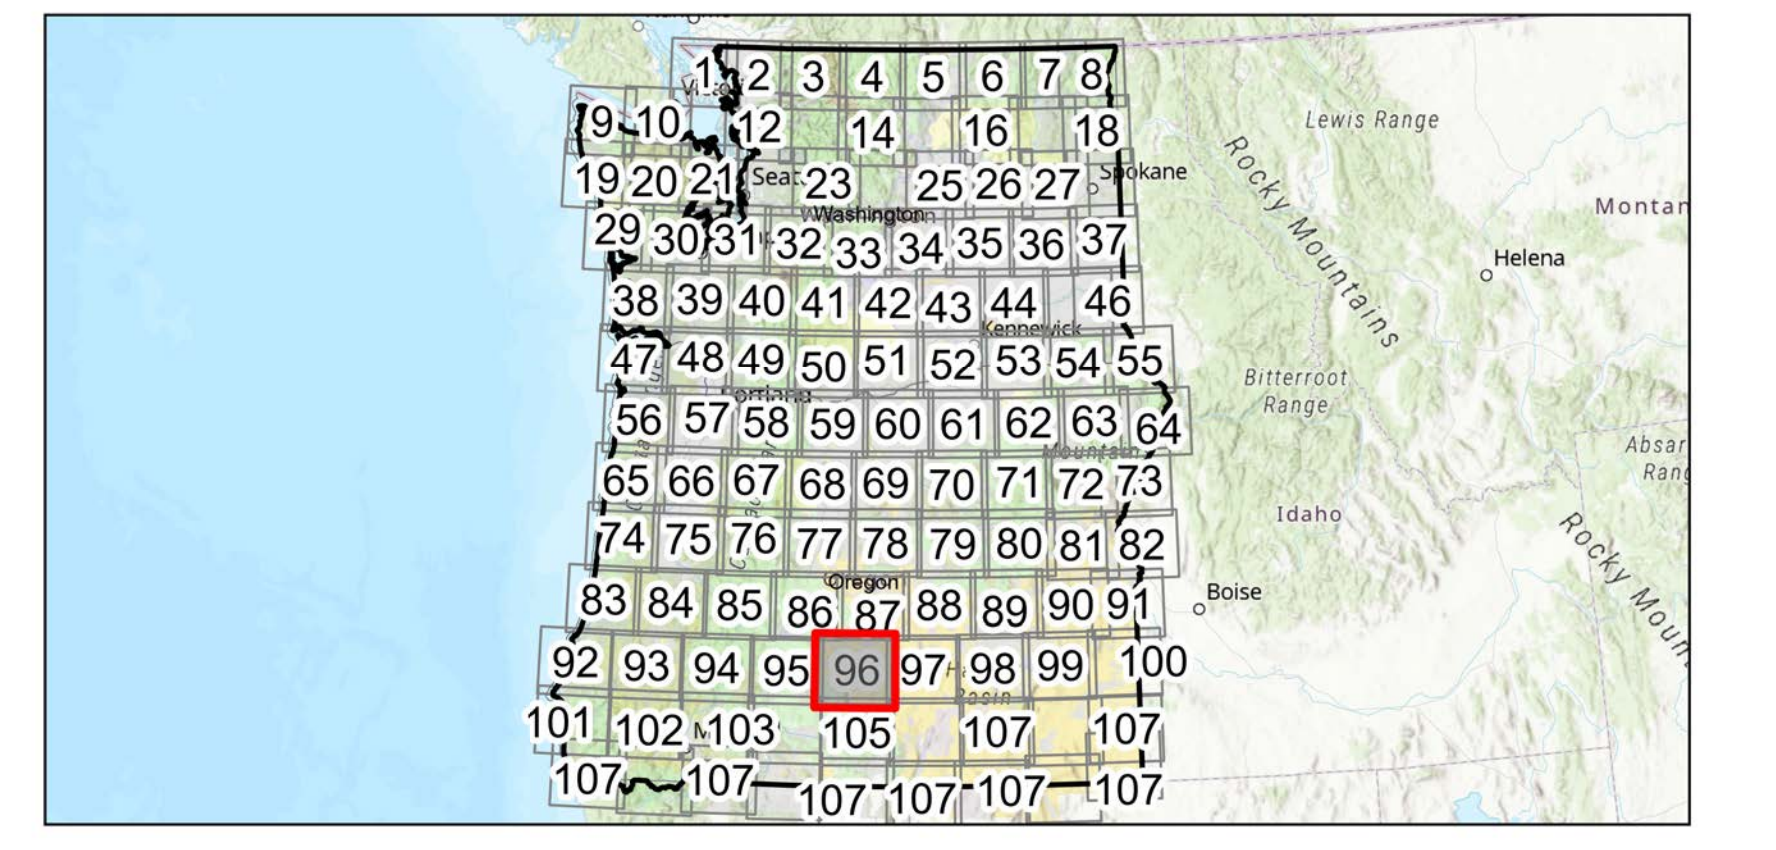 1 2 3 4 5 6 7 8
9 10 12 14 16 18
Lewis Range
19 20 21 Seat 23 25 26 27 Spokane
Rocky Mountains
Montan
Washington
29 30 31 32 33 34 35 36 37
Helena
38 39 40 41 42 43 44 46
Kennewick
47 48 49 50 51 52 53 54 55
Bitterroot
Range
Portland
56 57 58 59 60 61 62 63 64
Mountain
Absar
Rang
65 66 67 68 69 70 71 72 73
Idaho
74 75 76 77 78 79 80 81 82
Rocky Moun
Oregon
83 84 85 86 87 88 89 90 91
Boise
92 93 94 95 96 97 98 99 100
Basin
101 102 103 105 107 107
107 107 107 107 107 107